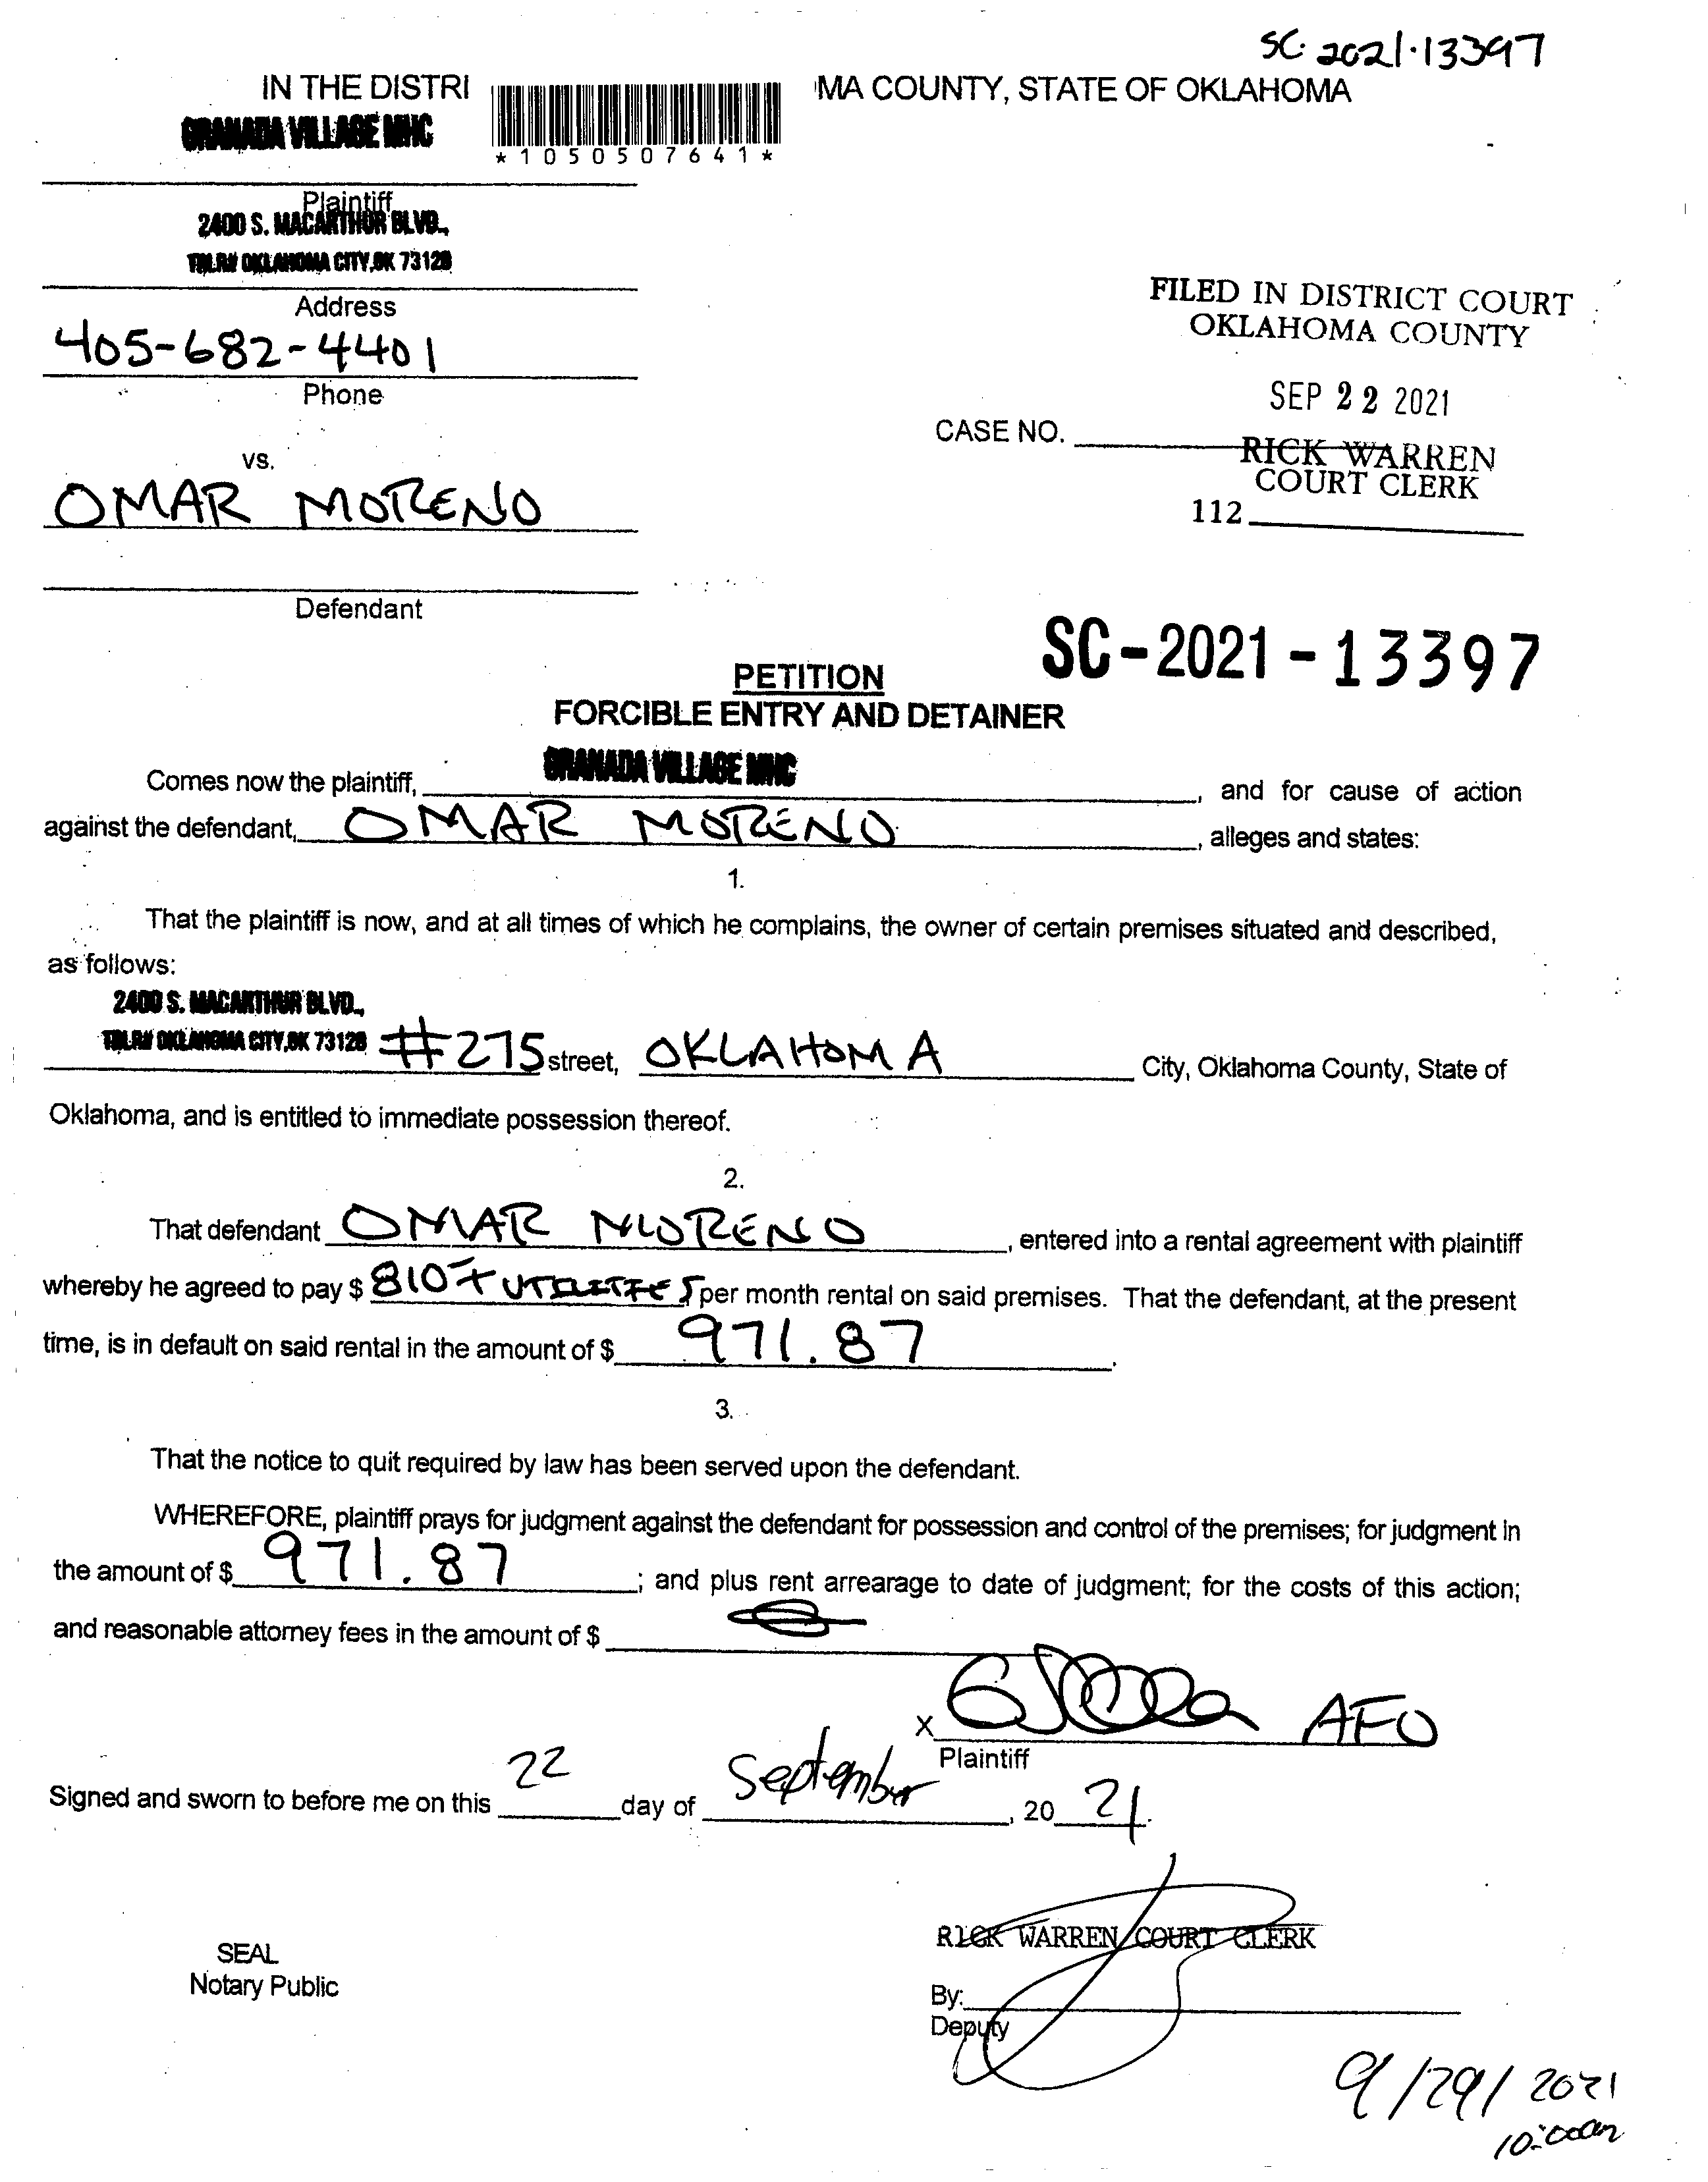 SC-2021-13397
IN THE DISTRI MA COUNTY, STATE OF OKLAHOMA
GRANADA VILLAGE MHC
*1050507641*
Plaintiff
2400 S. MACARTHUR BLVD.,
TRLR# OKLAHOMA CITY,OK 73128
Address
405-682-4401
Phone
FILED IN DISTRICT COURT
OKLAHOMA COUNTY
SEP 22 2021
CASE NO.
RICK WARREN
COURT CLERK
112
vs.
OMAR MORENO
Defendant
SC-2021-13397
PETITION
FORCIBLE ENTRY AND DETAINER
Comes now the plaintiff, GRANADA VILLAGE MHC, and for cause of action
against the defendant, OMAR MORENO, alleges and states:
1.
That the plaintiff is now, and at all times of which he complains, the owner of certain premises situated and described,
as follows:
2400 S. MACARTHUR BLVD.,
TRLR# OKLAHOMA CITY,OK 73128 #275 street, OKLAHOMA City, Oklahoma County, State of
Oklahoma, and is entitled to immediate possession thereof.
2.
That defendant OMAR MORENO, entered into a rental agreement with plaintiff
whereby he agreed to pay $ 810 + UTILITIES per month rental on said premises. That the defendant, at the present
time, is in default on said rental in the amount of $ 971.87.
3.
That the notice to quit required by law has been served upon the defendant.
WHEREFORE, plaintiff prays for judgment against the defendant for possession and control of the premises; for judgment in
the amount of $ 971.87; and plus rent arrearage to date of judgment; for the costs of this action;
and reasonable attorney fees in the amount of $
X AFO
Plaintiff
Signed and sworn to before me on this 22 day of September, 20 21.
RICK WARREN COURT CLERK
SEAL
Notary Public
By:
Deputy
9/29/2021
10:00am